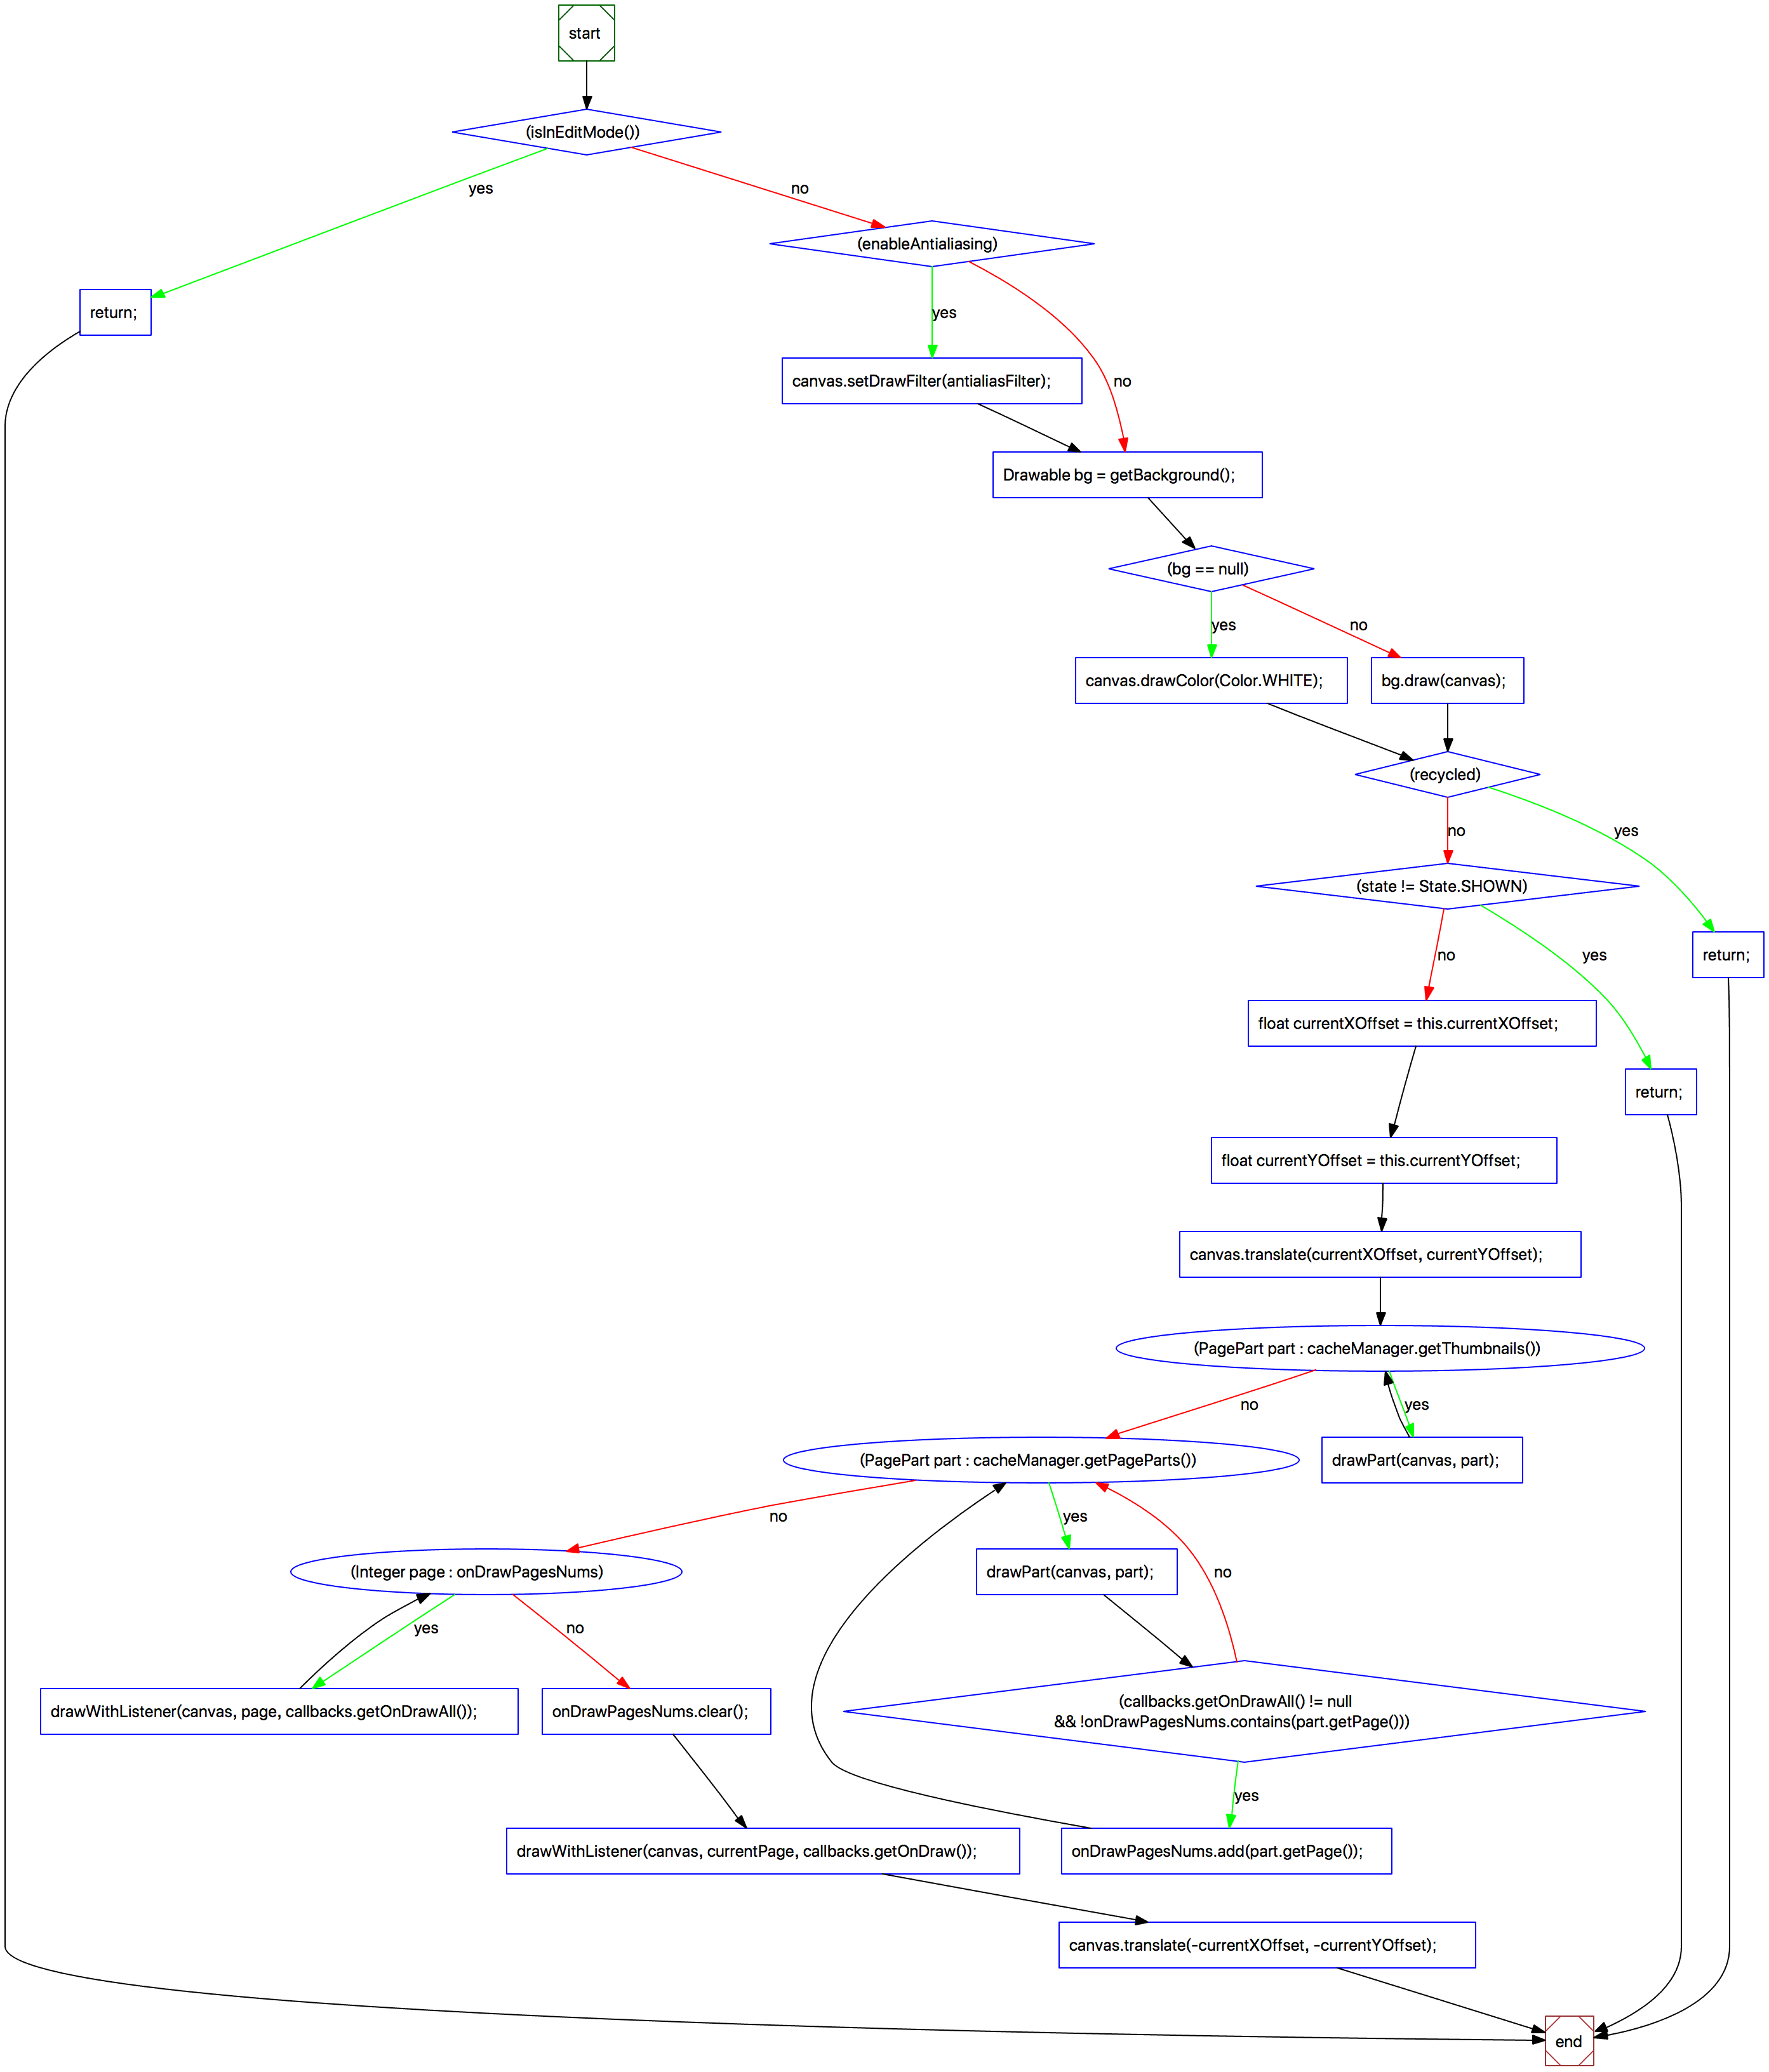 start
(isInEditMode())
yes
no
(enableAntialiasing)
return;
yes
canvas.setDrawFilter(antialiasFilter);
no
Drawable bg = getBackground();
(bg == null)
yes
no
canvas.drawColor(Color.WHITE);
bg.draw(canvas);
(recycled)
no
yes
(state != State.SHOWN)
no
yes
return;
float currentXOffset = this.currentXOffset;
return;
float currentYOffset = this.currentYOffset;
canvas.translate(currentXOffset, currentYOffset);
(PagePart part : cacheManager.getThumbnails())
no
yes
(PagePart part : cacheManager.getPageParts())
drawPart(canvas, part);
no
yes
(Integer page : onDrawPagesNums)
drawPart(canvas, part);
no
yes
no
drawWithListener(canvas, page, callbacks.getOnDrawAll());
onDrawPagesNums.clear();
(callbacks.getOnDrawAll() != null
&& !onDrawPagesNums.contains(part.getPage()))
yes
drawWithListener(canvas, currentPage, callbacks.getOnDraw());
onDrawPagesNums.add(part.getPage());
canvas.translate(-currentXOffset, -currentYOffset);
end